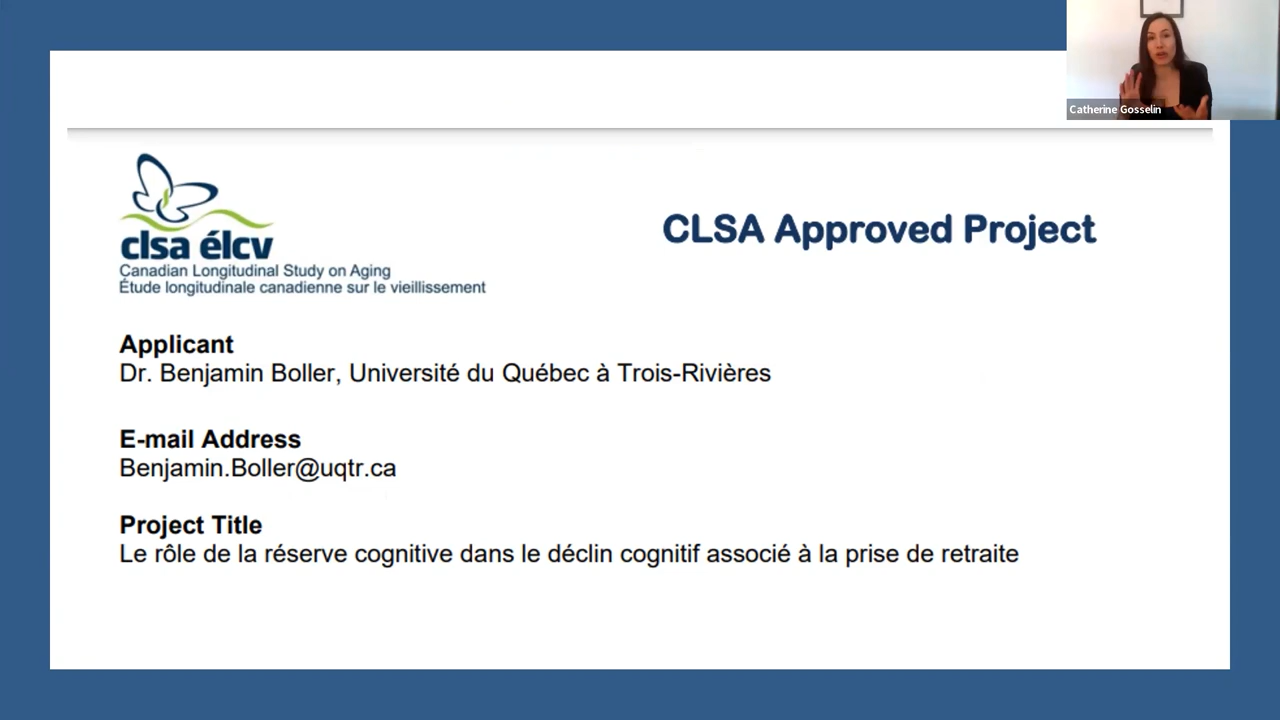 Catherine Gosselin
clsa élcv
Canadian Longitudinal Study on Aging
Étude longitudinale canadienne sur le vieillissement
CLSA Approved Project
Applicant
Dr. Benjamin Boller, Université du Québec à Trois-Rivières
E-mail Address
Benjamin.Boller@uqtr.ca
Project Title
Le rôle de la réserve cognitive dans le déclin cognitif associé à la prise de retraite